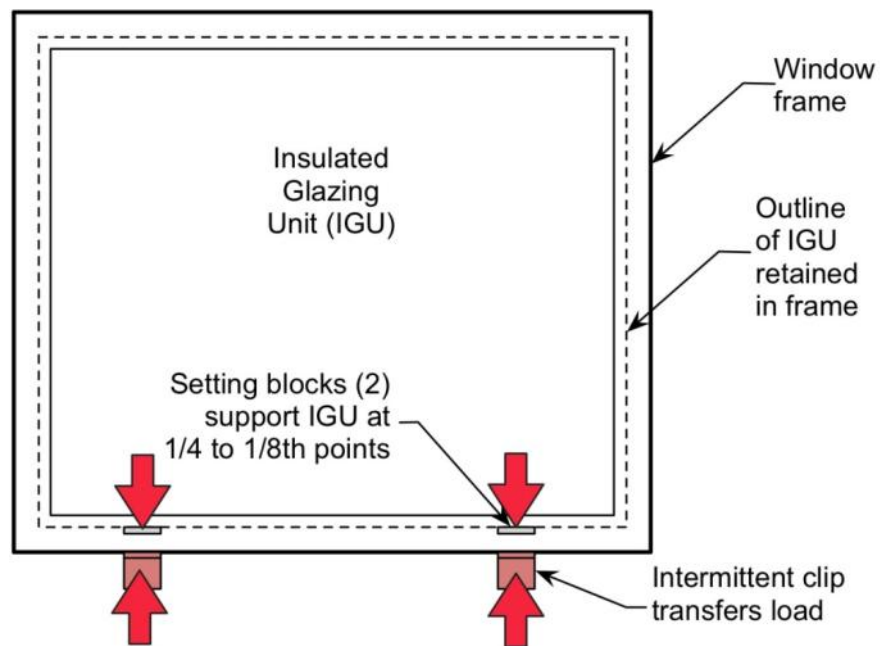 Window
frame
Insulated
Glazing
Unit (IGU)
Outline
of IGU
retained
in frame
Setting blocks (2)
support IGU at
1/4 to 1/8th points
Intermittent clip
transfers load